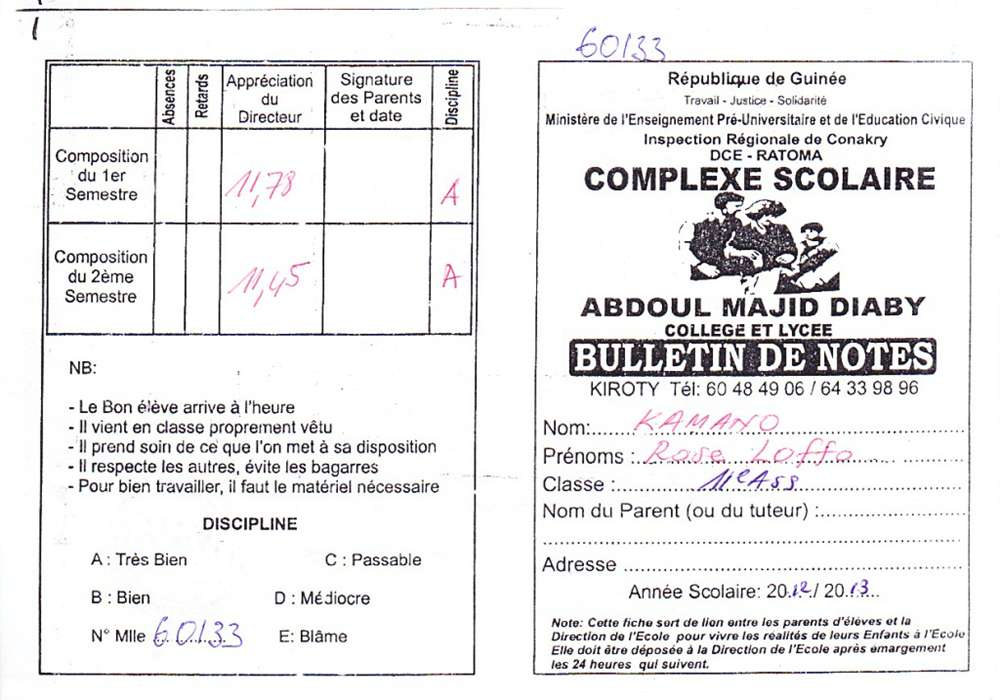 Absences
Retards
Appréciation du Directeur
Signature des Parents et date
Discipline
Composition du 1er Semestre
11,78
A
Composition du 2ème Semestre
11,45
A
NB:
- Le Bon élève arrive à l'heure
- Il vient en classe proprement vêtu
- Il prend soin de ce que l'on met à sa disposition
- Il respecte les autres, évite les bagarres
- Pour bien travailler, il faut le matériel nécessaire
DISCIPLINE
A : Très Bien C : Passable
B : Bien D : Médiocre
N° Mlle 60133 E: Blâme
60133
République de Guinée
Travail - Justice - Solidarité
Ministère de l'Enseignement Pré-Universitaire et de l'Education Civique
Inspection Régionale de Conakry
DCE - RATOMA
COMPLEXE SCOLAIRE
ABDOUL MAJID DIABY
COLLEGE ET LYCEE
BULLETIN DE NOTES
KIROTY Tél: 60 48 49 06 / 64 33 98 96
Nom:......KAMANO
Prénoms :..Rose Loffo
Classe :..........11e A ss
Nom du Parent (ou du tuteur) :......................
Adresse ......................
Année Scolaire: 20.12./ 20.13..
Note: Cette fiche sert de lien entre les parents d'élèves et la
Direction de l'Ecole pour vivre les réalités de leurs Enfants à l'Ecole
Elle doit être déposée à la Direction de l'Ecole après émargement
les 24 heures qui suivent.